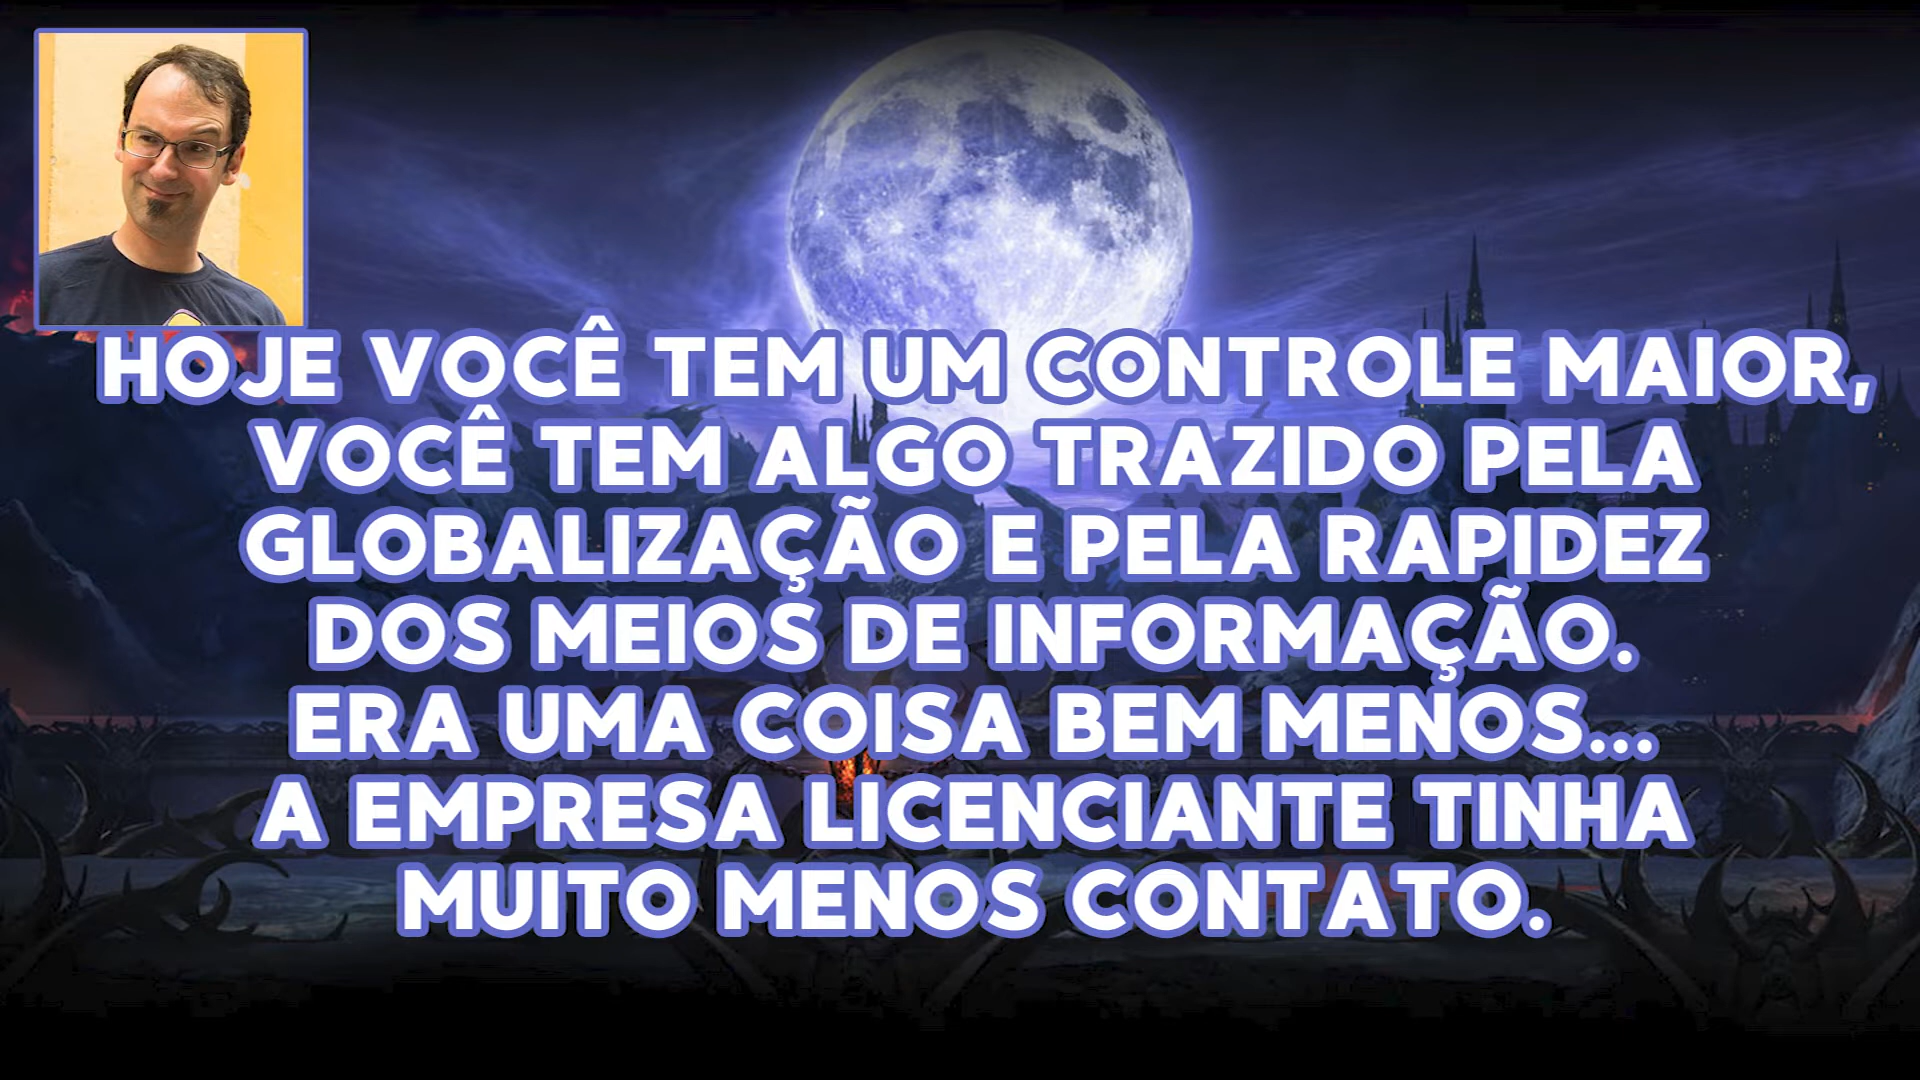 HOJE VOCÊ TEM UM CONTROLE MAIOR,
VOCÊ TEM ALGO TRAZIDO PELA
GLOBALIZAÇÃO E PELA RAPIDEZ
DOS MEIOS DE INFORMAÇÃO.
ERA UMA COISA BEM MENOS...
A EMPRESA LICENCIANTE TINHA
MUITO MENOS CONTATO.